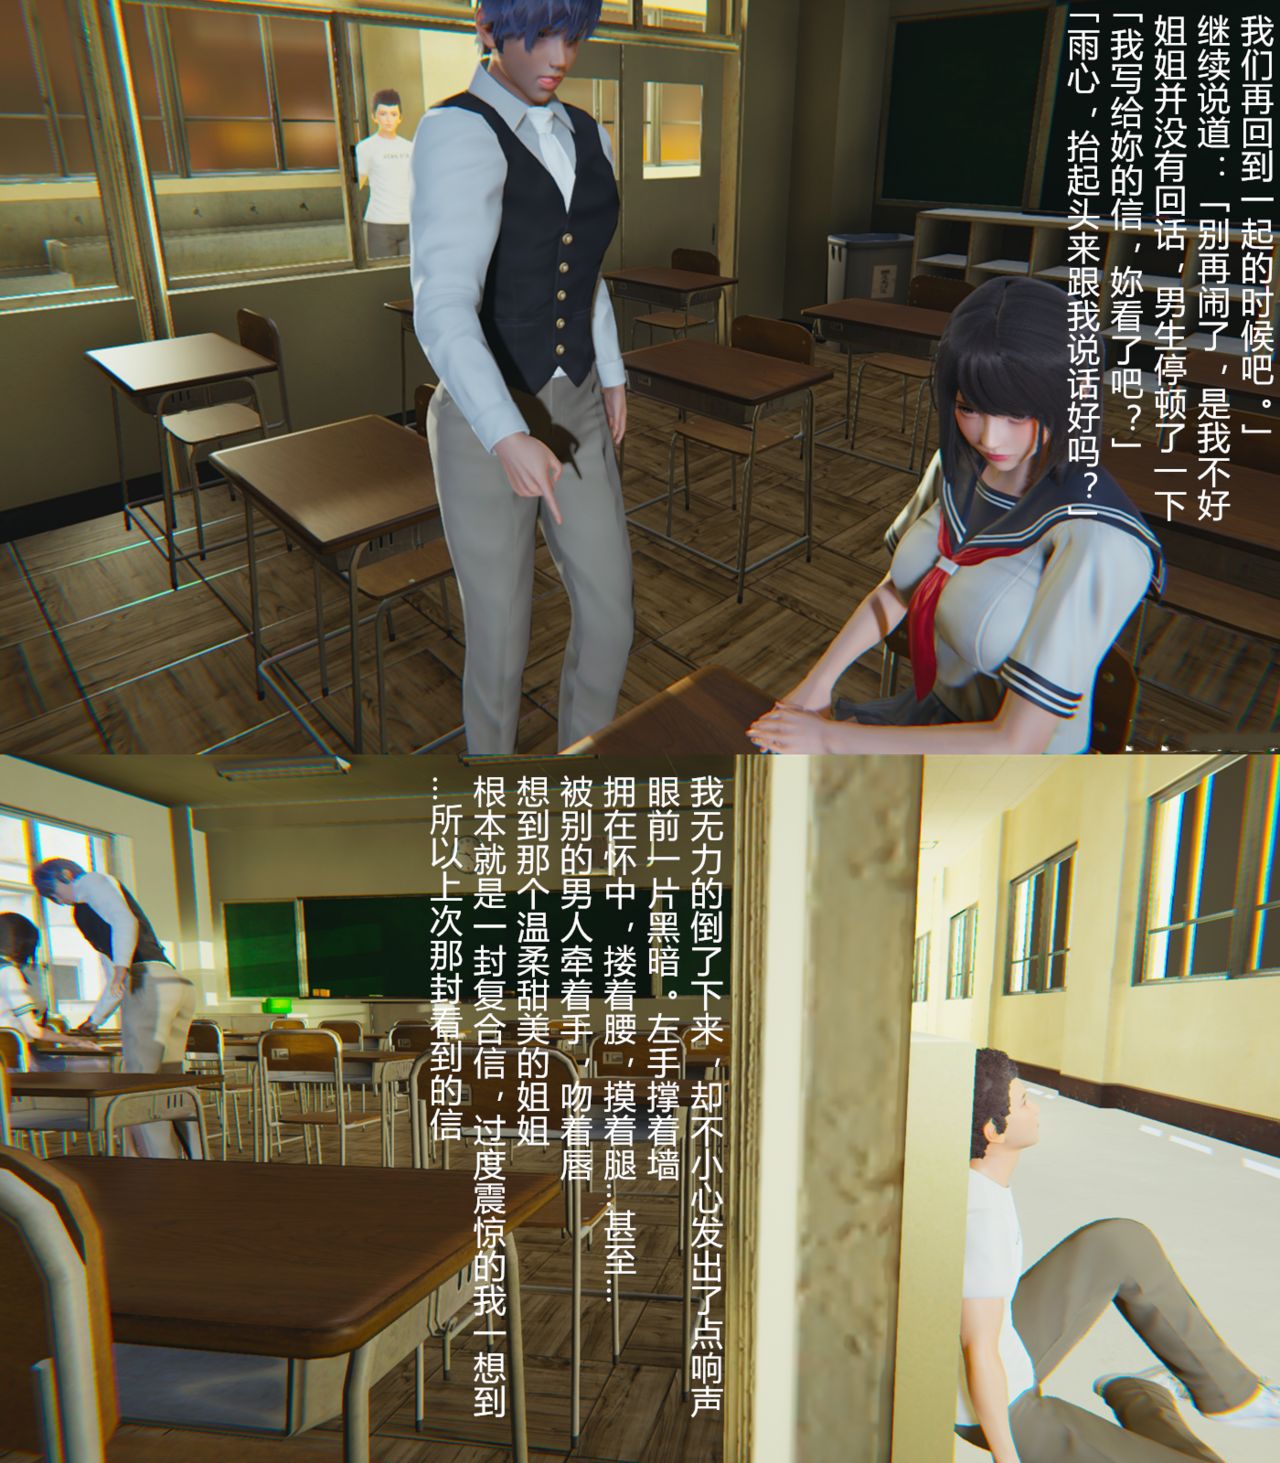 我们再回到一起的时候吧。」
继续说道：「别再闹了，是我不好
姐姐并没有回话，男生停顿了一下
「我写给妳的信，妳看了吧？」
「雨心，抬起头来跟我说话好吗？」
我无力的倒了下来，却不小心发出了点响声
眼前一片黑暗。左手撑着墙
拥在怀中，搂着腰，摸着腿…甚至…
被别的男人牵着手，吻着唇
想到那个温柔甜美的姐姐
根本就是一封复合信，过度震惊的我一想到
…所以上次那封看到的信